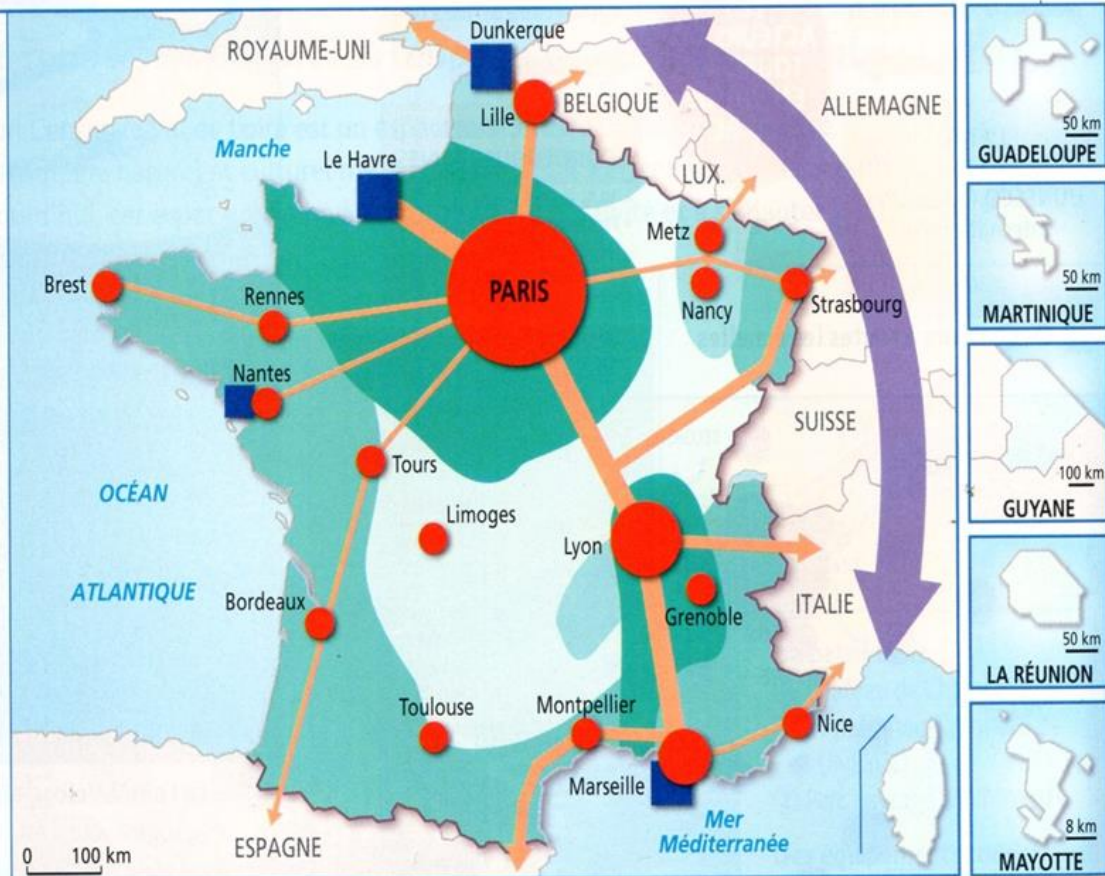 Dunkerque
ROYAUME-UNI
BELGIQUE
ALLEMAGNE
Lille
Manche
Le Havre
LUX.
Metz
Brest
Rennes
PARIS
Nancy
Strasbourg
Nantes
SUISSE
Tours
OCÉAN
ATLANTIQUE
Limoges
Lyon
Bordeaux
Grenoble
ITALIE
Toulouse
Montpellier
Nice
Marseille
Mer
Méditerranée
ESPAGNE
0 100 km
50 km
GUADELOUPE
50 km
MARTINIQUE
100 km
GUYANE
50 km
LA RÉUNION
8 km
MAYOTTE